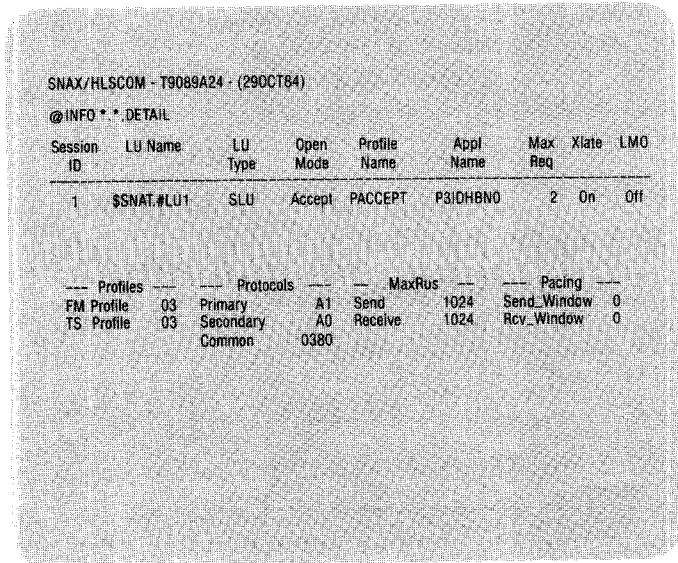 SNAX/HLSCOM - T9089A24 - (29OCT84)
@ INFO *.*.DETAIL
Session LU Name LU Open Profile Appl Max Xlate LMO
ID Type Mode Name Name Req
1 $SNAT.#LU1 SLU Accept PACCEPT P3IDHBN0 2 On Off
--- Profiles --- --- Protocols --- -- MaxRus -- --- Pacing ---
FM Profile 03 Primary A1 Send 1024 Send_Window 0
TS Profile 03 Secondary A0 Receive 1024 Rcv_Window 0
Common 0380